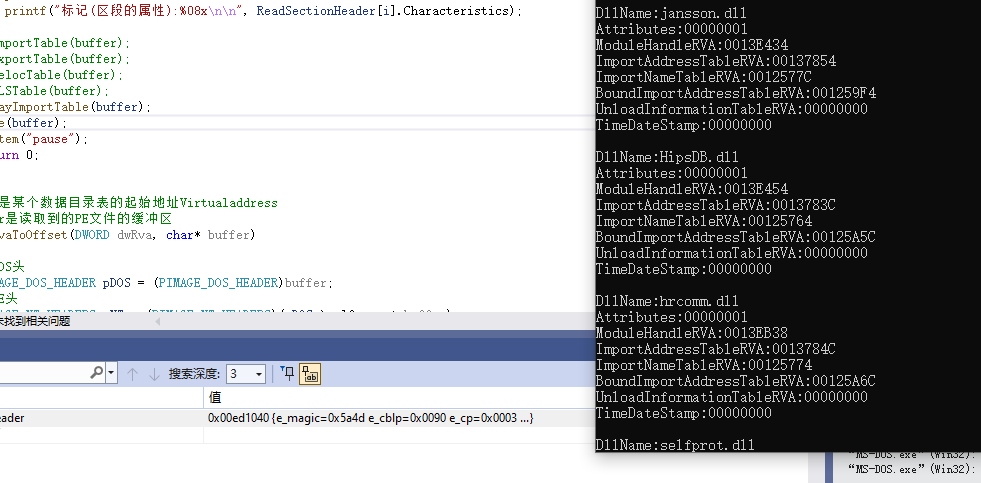 printf("标记(区段的属性):%08x\n\n", ReadSectionHeader[i].Characteristics);
mportTable(buffer);
xportTable(buffer);
elocTable(buffer);
LSTable(buffer);
ayImportTable(buffer);
e(buffer);
tem("pause");
urn 0;
是某个数据目录表的起始地址Virtualaddress
r是读取到的PE文件的缓冲区
vaToOffset(DWORD dwRva, char* buffer)
OS头
AGE_DOS_HEADER pDOS = (PIMAGE_DOS_HEADER)buffer;
E头
未找到相关问题
搜索深度: 3
值
eader 0x00ed1040 {e_magic=0x5a4d e_cblp=0x0090 e_cp=0x0003 ...}
DllName:jansson.dll
Attributes:00000001
ModuleHandleRVA:0013E434
ImportAddressTableRVA:00137854
ImportNameTableRVA:0012577C
BoundImportAddressTableRVA:001259F4
UnloadInformationTableRVA:00000000
TimeDateStamp:00000000
DllName:HipsDB.dll
Attributes:00000001
ModuleHandleRVA:0013E454
ImportAddressTableRVA:0013783C
ImportNameTableRVA:00125764
BoundImportAddressTableRVA:00125A5C
UnloadInformationTableRVA:00000000
TimeDateStamp:00000000
DllName:hrcomm.dll
Attributes:00000001
ModuleHandleRVA:0013EB38
ImportAddressTableRVA:0013784C
ImportNameTableRVA:00125774
BoundImportAddressTableRVA:00125A6C
UnloadInformationTableRVA:00000000
TimeDateStamp:00000000
DllName:selfprot.dll
"MS-DOS.exe"(Win32):
"MS-DOS.exe"(Win32):